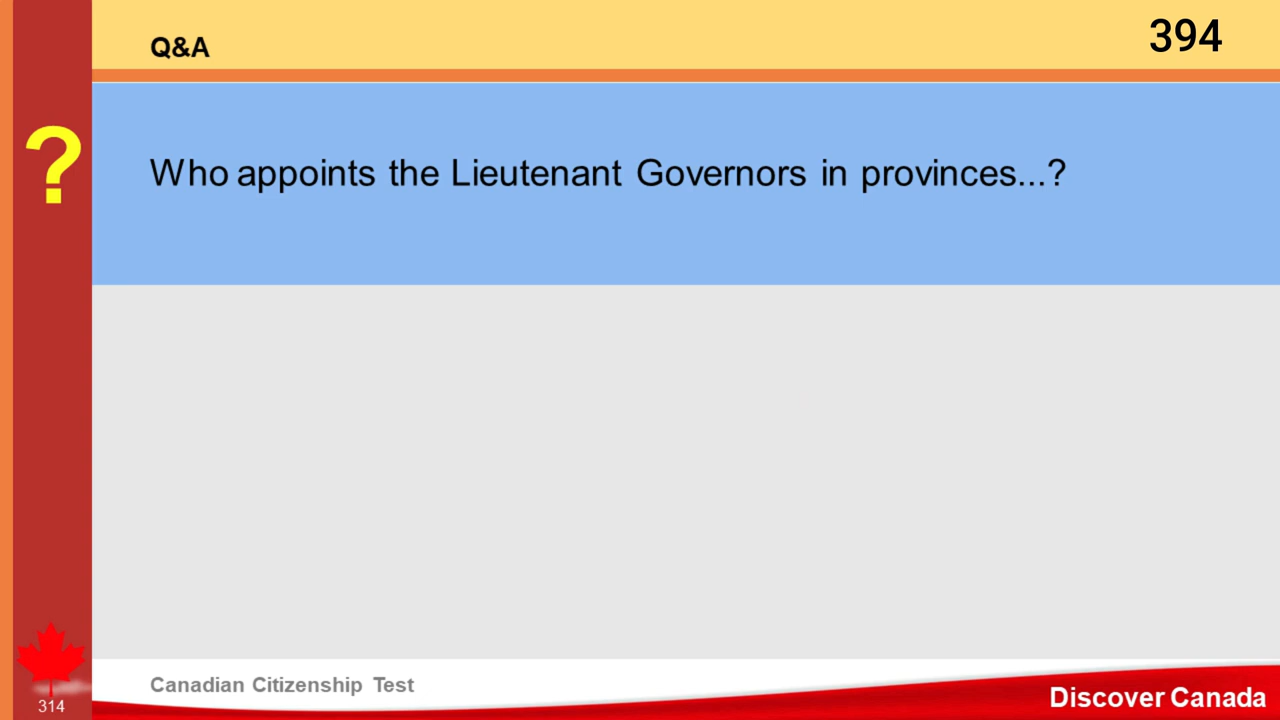 Q&A
394
?
Who appoints the Lieutenant Governors in provinces...?
Canadian Citizenship Test
314
Discover Canada